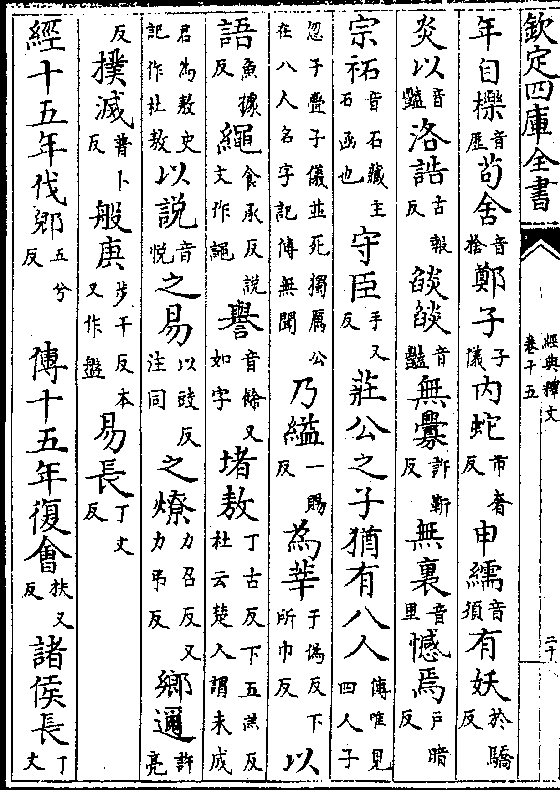 欽定四庫全書 經典釋文 卷十五 二十
年自櫟音歷茍舍音捨鄭子子儀内蛇市奢反申繻音須有妖於驕反
炎以音豔洛誥古報反燄燄音豔無釁許靳反無裏音里憾焉戶暗反
宗祏音石藏主石函也守臣手又反莊公之子猶有八人傳唯見四人子
忽子亹子儀並死獨厲公在八人名字記傳無聞乃縊一賜反為莘于偽反下所巾反以
語魚據反繩食承反説文作譝譽音餘又如字堵敖丁古反下五羔反杜云楚人謂未成
君為敖史記作杜敖以說音悅之易以豉反注同之燎力召反又力弔反鄉邇許亮
反撲滅普卜反般庚步干反本又作盤易長丁丈反
經十五年伐郳五兮反 傳十五年復會扶又反諸侯長丁丈